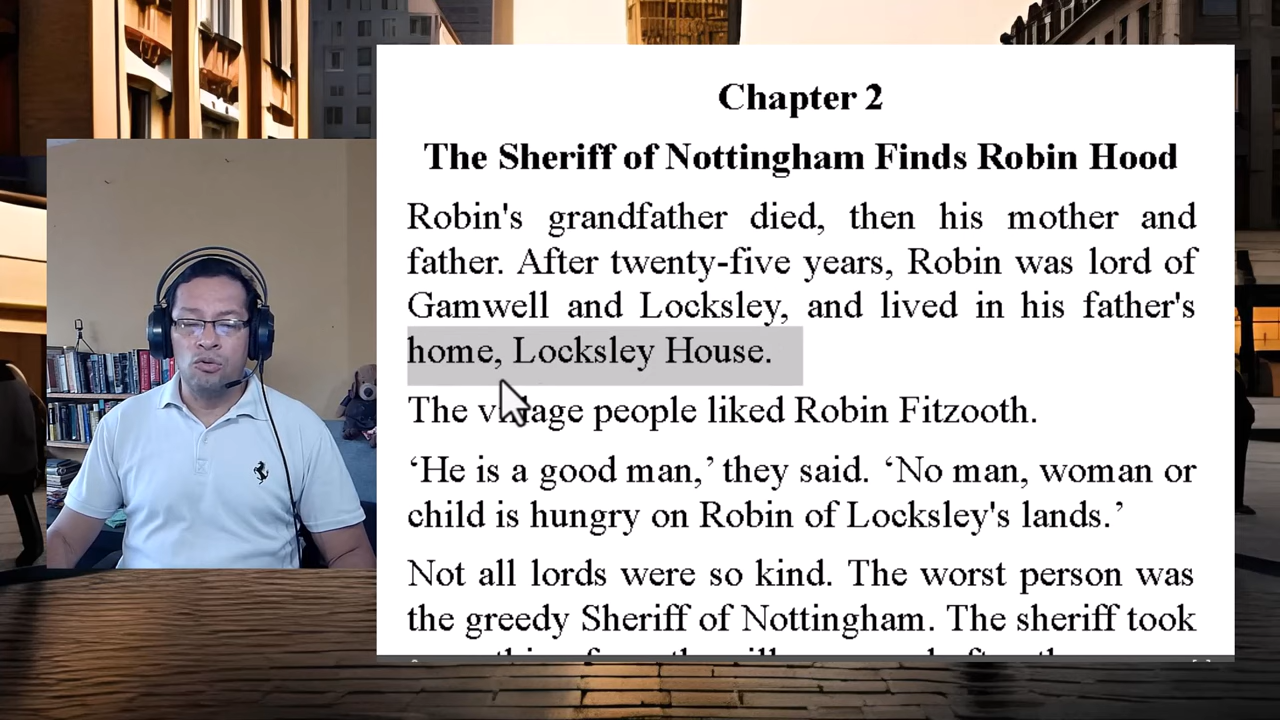 Chapter 2
The Sheriff of Nottingham Finds Robin Hood
Robin's grandfather died, then his mother and
father. After twenty-five years, Robin was lord of
Gamwell and Locksley, and lived in his father's
home, Locksley House.
The village people liked Robin Fitzooth.
‘He is a good man,’ they said. ‘No man, woman or
child is hungry on Robin of Locksley's lands.’
Not all lords were so kind. The worst person was
the greedy Sheriff of Nottingham. The sheriff took